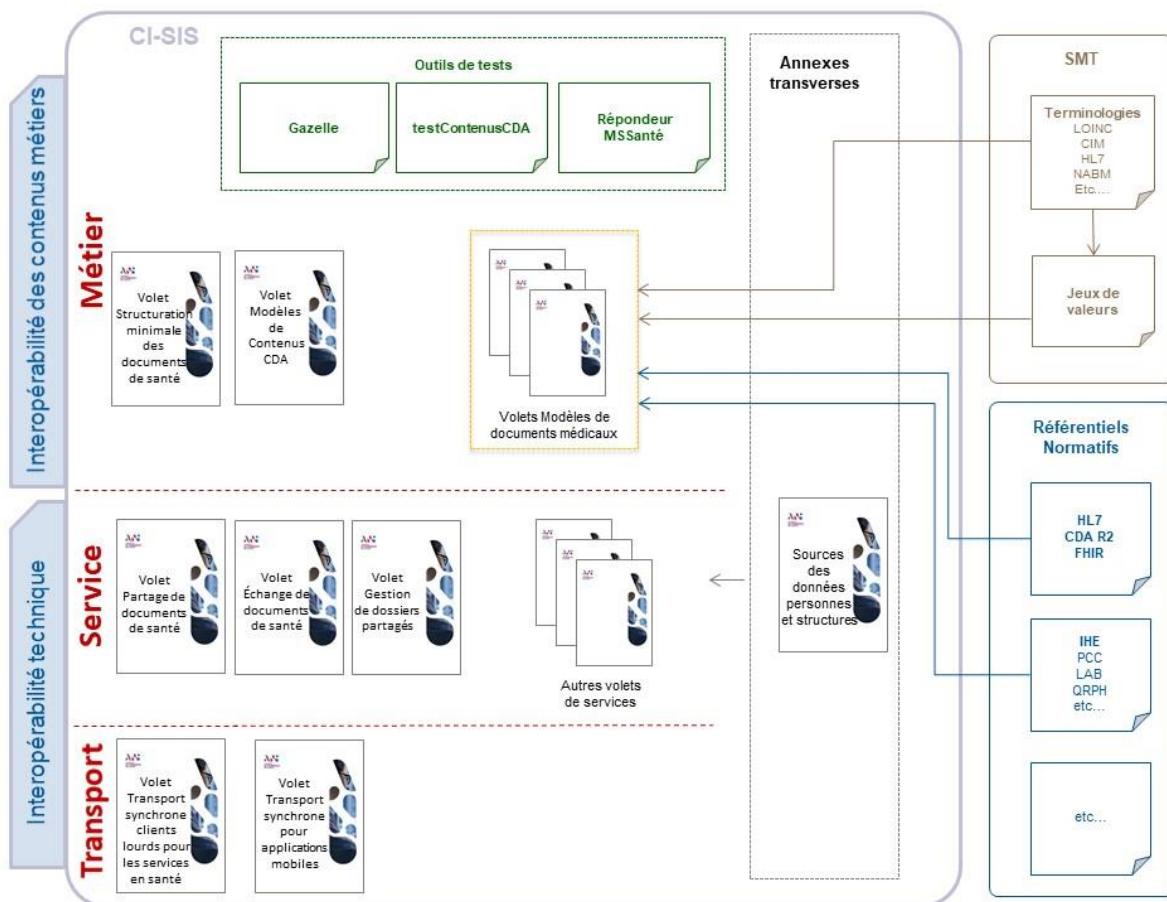 CI-SIS
Interopérabilité des contenus métiers
Interopérabilité technique
Métier
Service
Transport
Outils de tests
Gazelle
testContenusCDA
Répondeur
MSSanté
Annexes
transverses
Volet
Structuration
minimale
des
documents
de santé
Volet
Modèles
de
Contenus
CDA
Volets Modèles de
documents médicaux
Volet
Partage de
documents
de santé
Volet
Échange de
documents
de santé
Volet
Gestion
de dossiers
partagés
Autres volets
de services
Sources
des
données
personnes
et structures
Volet
Transport
synchrone
clients
lourds pour
les services
en santé
Volet
Transport
synchrone
pour
applications
mobiles
SMT
Terminologies
LOINC
CIM
HL7
NABM
Etc....
Jeux de
valeurs
Référentiels
Normatifs
HL7
CDA R2
FHIR
IHE
PCC
LAB
QRPH
etc...
etc...